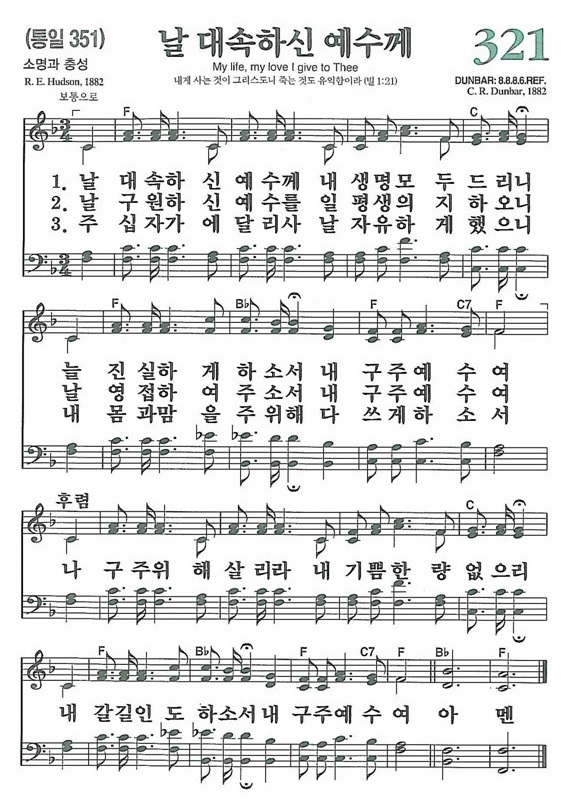 (통일 351)
날 대속하신 예수께
321
소명과 충성
My life, my love I give to Thee
R. E. Hudson, 1882
내게 사는 것이 그리스도니 죽는 것도 유익함이라 (빌 1:21)
DUNBAR: 8.8.8.6.REF.
C. R. Dunbar, 1882
보통으로
F C
1. 날 대 속하 신 예 수께 내 생명모 두 드 리니
2. 날 구 원하 신 예 수를 일 평생의 지 하 오니
3. 주 십 자가 에 달리 사 날 자유하 게 했 으니
F B♭ F C7 F
늘 진 실하 게 하 소서 내 구주예 수 여
날 영 접하 여 주 소서 내 구주예 수 여
내 몸 과맘 을 주 위해 다 쓰게하 소 서
후렴
F C
나 구 주위 해 살 리라 내 기 쁨한 량 없 으리
F B♭ F C7 F B♭ F
내 갈길인 도 하소서 내 구주예 수 여 아 멘